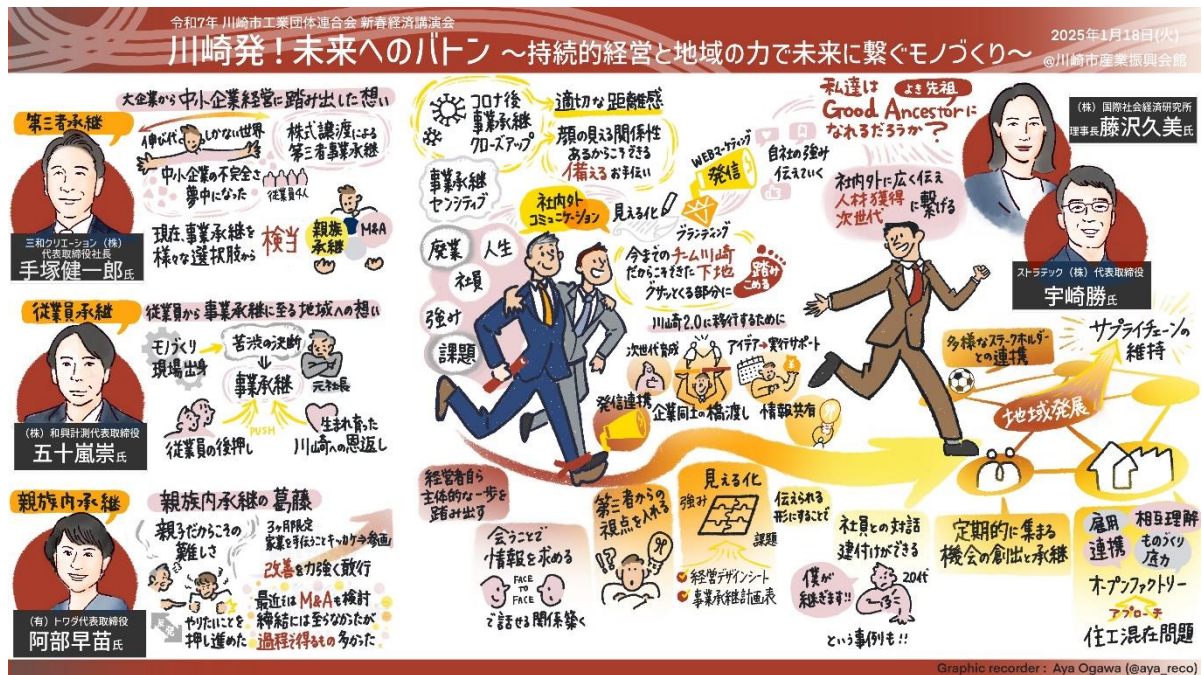 令和7年 川崎市工業団体連合会 新春経済講演会
川崎発！未来へのバトン 〜持続的経営と地域の力で未来に繋ぐモノづくり〜
2025年1月18日(火)
@川崎市産業振興会館
第三者承継
三和クリエーション（株）
代表取締役社長
手塚健一郎氏
大企業から中小企業経営に踏み出した想い
伸び代しかない世界
中小企業の不完全さ
夢中になった
株式譲渡による
第三者事業承継
従業員4人
現在、事業承継を
様々な選択肢から
検当
親族
承継
M&A
従業員承継
（株）和興計測代表取締役
五十嵐崇氏
従業員から事業承継に至る地域への想い
モノづくり
現場出身
苦渋の決断
事業承継
元社長
PUSH
従業員の後押し
生まれ育った
川崎への恩返し
親族内承継
（有）トワダ代表取締役
阿部早苗氏
親族内承継の葛藤
親子だからこその
難しさ
反発
やりたいことを
押し進めた
3ヶ月限定
家業を手伝うことキッカケ→参画
改善を力強く敢行
最近ではM&Aも検討
締結には至らなかったが
過程で得るもの多かった
コロナ後
事業承継
クローズアップ
適切な距離感
顔の見える関係性
あるからこそできる
備えるお手伝い
事業承継
センシティブ
廃業
人生
社員
強み
課題
社内外
コミュニケーション
見える化
ブランディング
WEBマーケティング
発信
自社の強み
伝えていく
今までのチーム川崎
だからこそできた下地
グサッとくる部分に
踏み
こめる
川崎2.0に移行するために
次世代育成
アイデア→実行サポート
発信連携
企業同士の橋渡し
情報共有
私達は
よき先祖
Good Ancestorに
なれるだろうか？
社内外に広く伝え
人材獲得
次世代
に繋げる
（株）国際社会経済研究所
理事長藤沢久美氏
ストラテック（株）代表取締役
宇崎勝氏
多様なステークホルダー
との連携
サプライチェーンの
維持
地域発展
経営者自ら
主体的な一歩を
踏み出す
会うことで
情報を求める
FACE
TO
FACE
で話せる関係築く
第三者からの
視点を入れる
見える化
強み
課題
経営デザインシート
事業承継計画表
伝えられる
形にすることで
社員との対話
建付けができる
僕が
継ぎます!!
20代
という事例も!!
定期的に集まる
機会の創出と承継
雇用
連携
相互理解
ものづくり
底力
オープンファクトリー
アプローチ
住工混在問題
Graphic recorder : Aya Ogawa (@aya_reco)